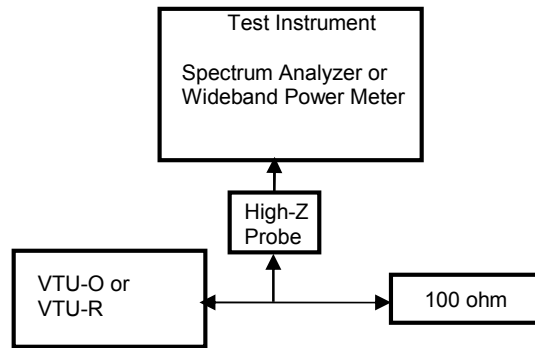 Test Instrument
Spectrum Analyzer or
Wideband Power Meter
High-Z
Probe
VTU-O or
VTU-R
100 ohm